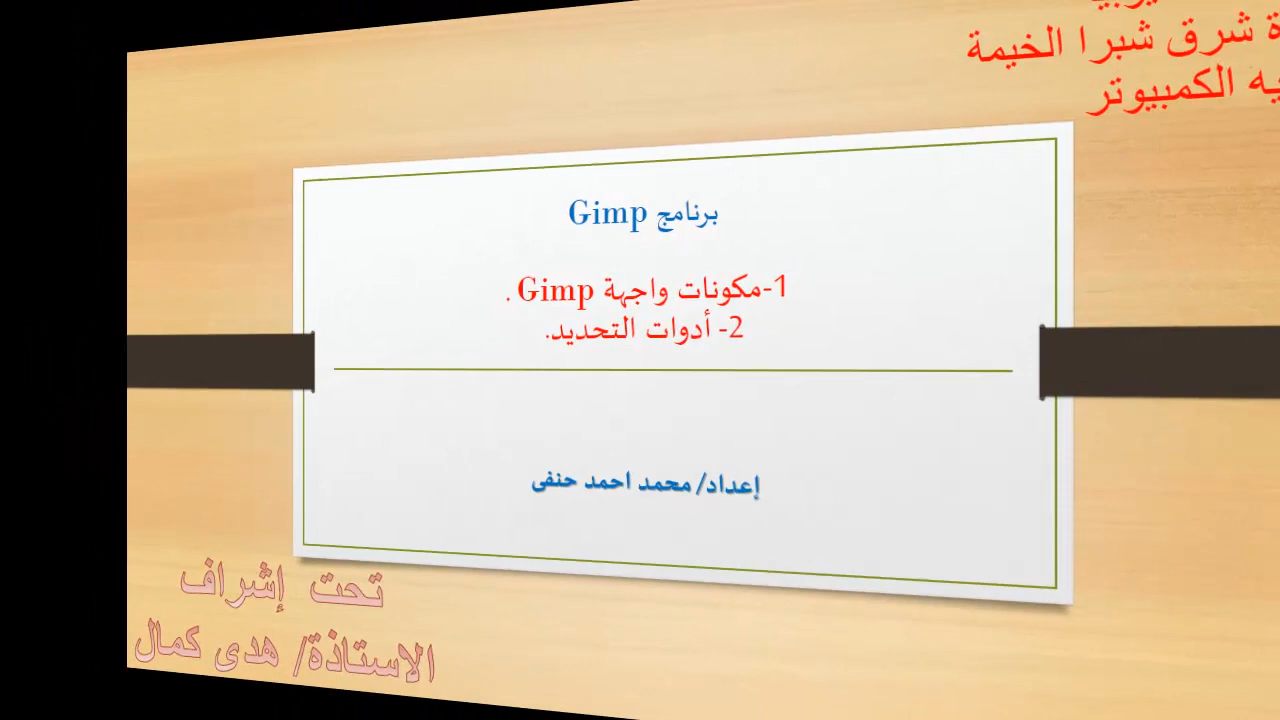 شرق شبرا الخيمة
الكمبيوتر
برنامج Gimp
1-مكونات واجهة Gimp .
2- أدوات التحديد.
إعداد/ محمد احمد حنفى
تحت إشراف
الاستاذة/ هدى كمال